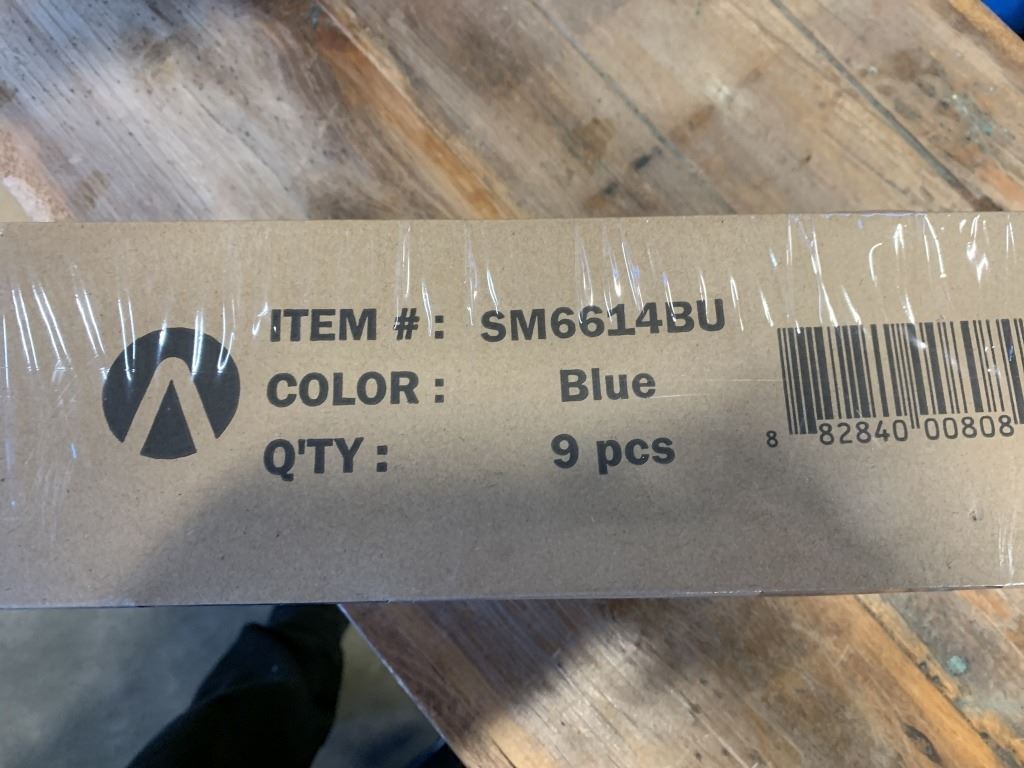 ITEM # : SM6614BU
COLOR : Blue
Q'TY : 9 pcs
8 82840 00808